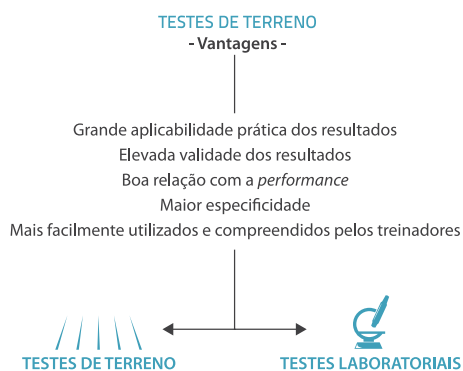 TESTES DE TERRENO
- Vantagens -
Grande aplicabilidade prática dos resultados
Elevada validade dos resultados
Boa relação com a performance
Maior especificidade
Mais facilmente utilizados e compreendidos pelos treinadores
TESTES DE TERRENO
TESTES LABORATORIAIS